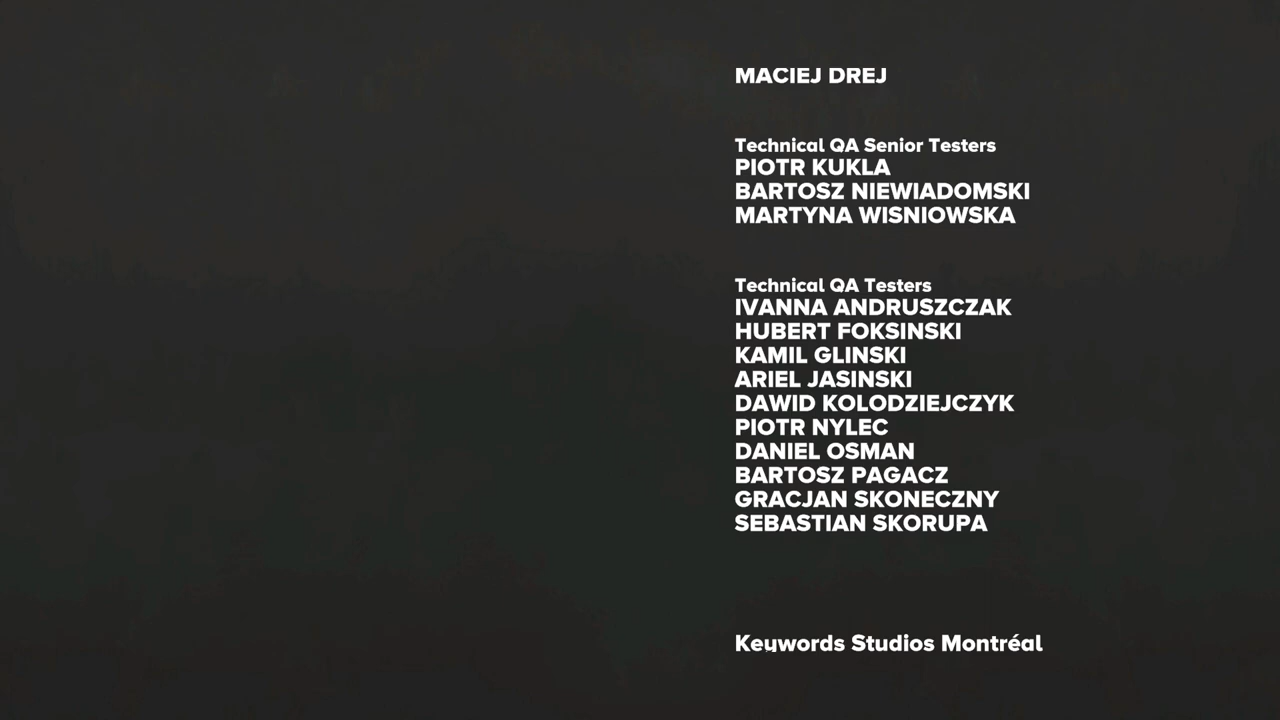 MACIEJ DREJ
Technical QA Senior Testers
PIOTR KUKLA
BARTOSZ NIEWIADOMSKI
MARTYNA WISNIOWSKA
Technical QA Testers
IVANNA ANDRUSZCZAK
HUBERT FOKSINSKI
KAMIL GLINSKI
ARIEL JASINSKI
DAWID KOLODZIEJCZYK
PIOTR NYLEC
DANIEL OSMAN
BARTOSZ PAGACZ
GRACJAN SKONECZNY
SEBASTIAN SKORUPA
Keywords Studios Montréal